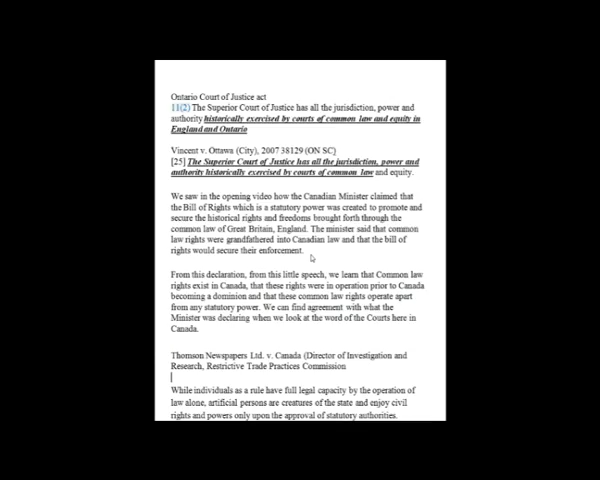 Ontario Court of Justice act
11(2) The Superior Court of Justice has all the jurisdiction, power and
authority historically exercised by courts of common law and equity in
England and Ontario
Vincent v. Ottawa (City), 2007 38129 (ON SC)
[25] The Superior Court of Justice has all the jurisdiction, power and
authority historically exercised by courts of common law and equity.
We saw in the opening video how the Canadian Minister claimed that
the Bill of Rights which is a statutory power was created to promote and
secure the historical rights and freedoms brought forth through the
common law of Great Britain, England. The minister said that common
law rights were grandfathered into Canadian law and that the bill of
rights would secure their enforcement.
From this declaration, from this little speech, we learn that Common law
rights exist in Canada, that these rights were in operation prior to Canada
becoming a dominion and that these common law rights operate apart
from any statutory power. We can find agreement with what the
Minister was declaring when we look at the word of the Courts here in
Canada.
Thomson Newspapers Ltd. v. Canada (Director of Investigation and
Research, Restrictive Trade Practices Commission
While individuals as a rule have full legal capacity by the operation of
law alone, artificial persons are creatures of the state and enjoy civil
rights and powers only upon the approval of statutory authorities.